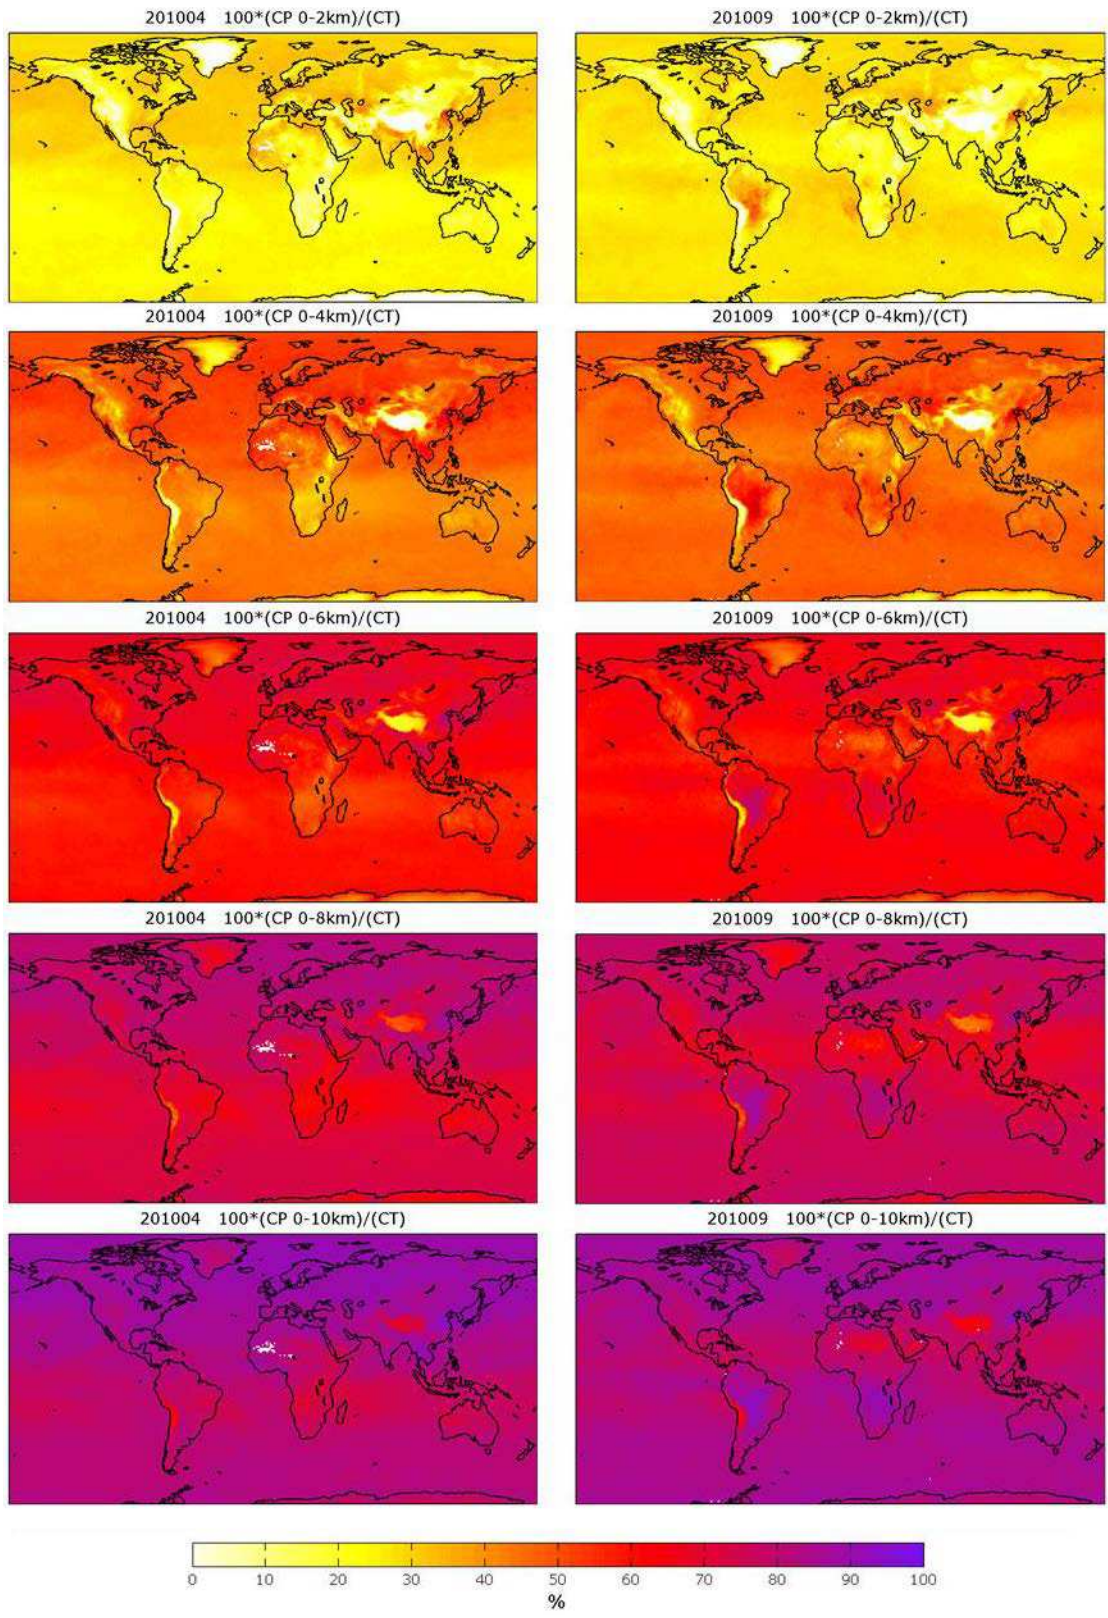 201004 100*(CP 0-2km)/(CT)
201009 100*(CP 0-2km)/(CT)
201004 100*(CP 0-4km)/(CT)
201009 100*(CP 0-4km)/(CT)
201004 100*(CP 0-6km)/(CT)
201009 100*(CP 0-6km)/(CT)
201004 100*(CP 0-8km)/(CT)
201009 100*(CP 0-8km)/(CT)
201004 100*(CP 0-10km)/(CT)
201009 100*(CP 0-10km)/(CT)
0 10 20 30 40 50 60 70 80 90 100
%